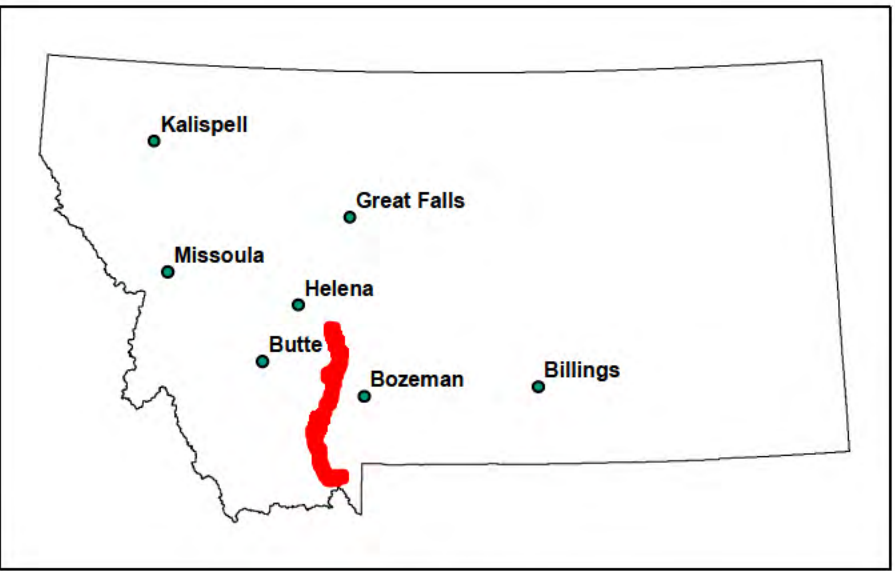 Kalispell
Great Falls
Missoula
Helena
Butte
Bozeman
Billings